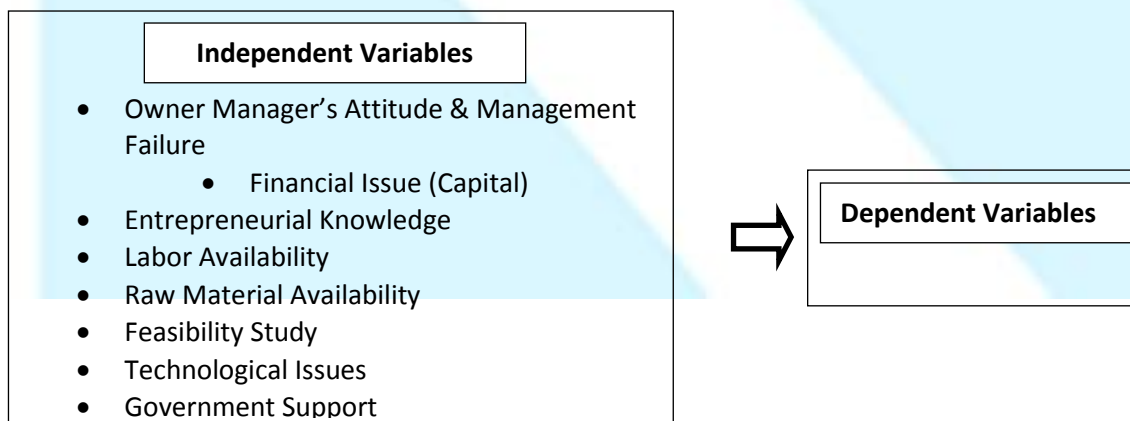 Independent Variables
• Owner Manager’s Attitude & Management
Failure
• Financial Issue (Capital)
• Entrepreneurial Knowledge
• Labor Availability
• Raw Material Availability
• Feasibility Study
• Technological Issues
• Government Support
Dependent Variables